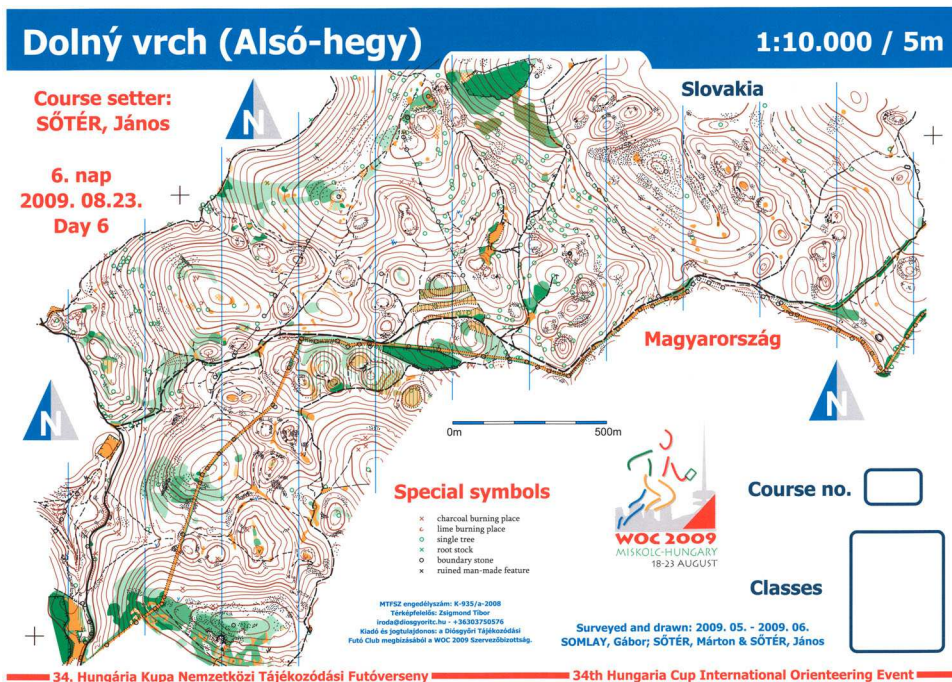 Dolný vrch (Alsó-hegy)
1:10.000 / 5m
Course setter:
SŐTÉR, János
6. nap
2009. 08.23.
Day 6
N
Slovakia
Magyarország
N
N
0m
500m
Special symbols
charcoal burning place
lime burning place
single tree
root stock
boundary stone
ruined man-made feature
WOC 2009
MISKOLC-HUNGARY
18-23 AUGUST
Course no.
Classes
MTFSZ engedélyszám: K-935/a-2008
Térképfelelős: Zsigmond Tibor
iroda@diosgyoritc.hu - +36303750576
Kiadó és jogtulajdonos: a Diósgyőri Tájékozódási
Futó Club megbízásából a WOC 2009 Szervezőbizottság.
Surveyed and drawn: 2009. 05. - 2009. 06.
SOMLAY, Gábor; SŐTÉR, Márton & SŐTÉR, János
34. Hungária Kupa Nemzetközi Tájékozódási Futóverseny
34th Hungaria Cup International Orienteering Event